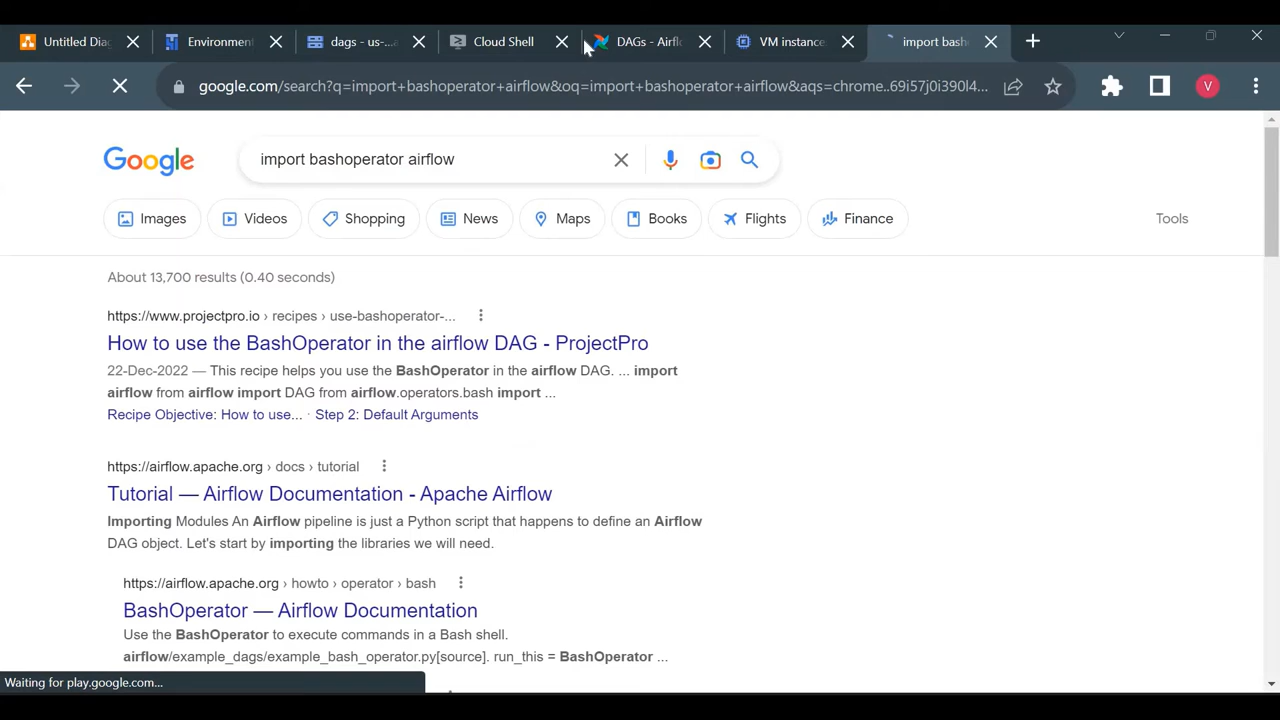 Untitled Dia
Environment
dags - us-...
Cloud Shell
DAGs - Airfl
VM instance
import bash
google.com/search?q=import+bashoperator+airflow&oq=import+bashoperator+airflow&aqs=chrome..69i57j0i390l4...
V
Google
import bashoperator airflow
Images
Videos
Shopping
News
Maps
Books
Flights
Finance
Tools
About 13,700 results (0.40 seconds)
https://www.projectpro.io › recipes › use-bashoperator-...
How to use the BashOperator in the airflow DAG - ProjectPro
22-Dec-2022 — This recipe helps you use the BashOperator in the airflow DAG. ... import
airflow from airflow import DAG from airflow.operators.bash import ...
Recipe Objective: How to use... · Step 2: Default Arguments
https://airflow.apache.org › docs › tutorial
Tutorial — Airflow Documentation - Apache Airflow
Importing Modules An Airflow pipeline is just a Python script that happens to define an Airflow
DAG object. Let's start by importing the libraries we will need.
https://airflow.apache.org › howto › operator › bash
BashOperator — Airflow Documentation
Use the BashOperator to execute commands in a Bash shell.
airflow/example_dags/example_bash_operator.py[source]. run_this = BashOperator ...
Waiting for play.google.com...